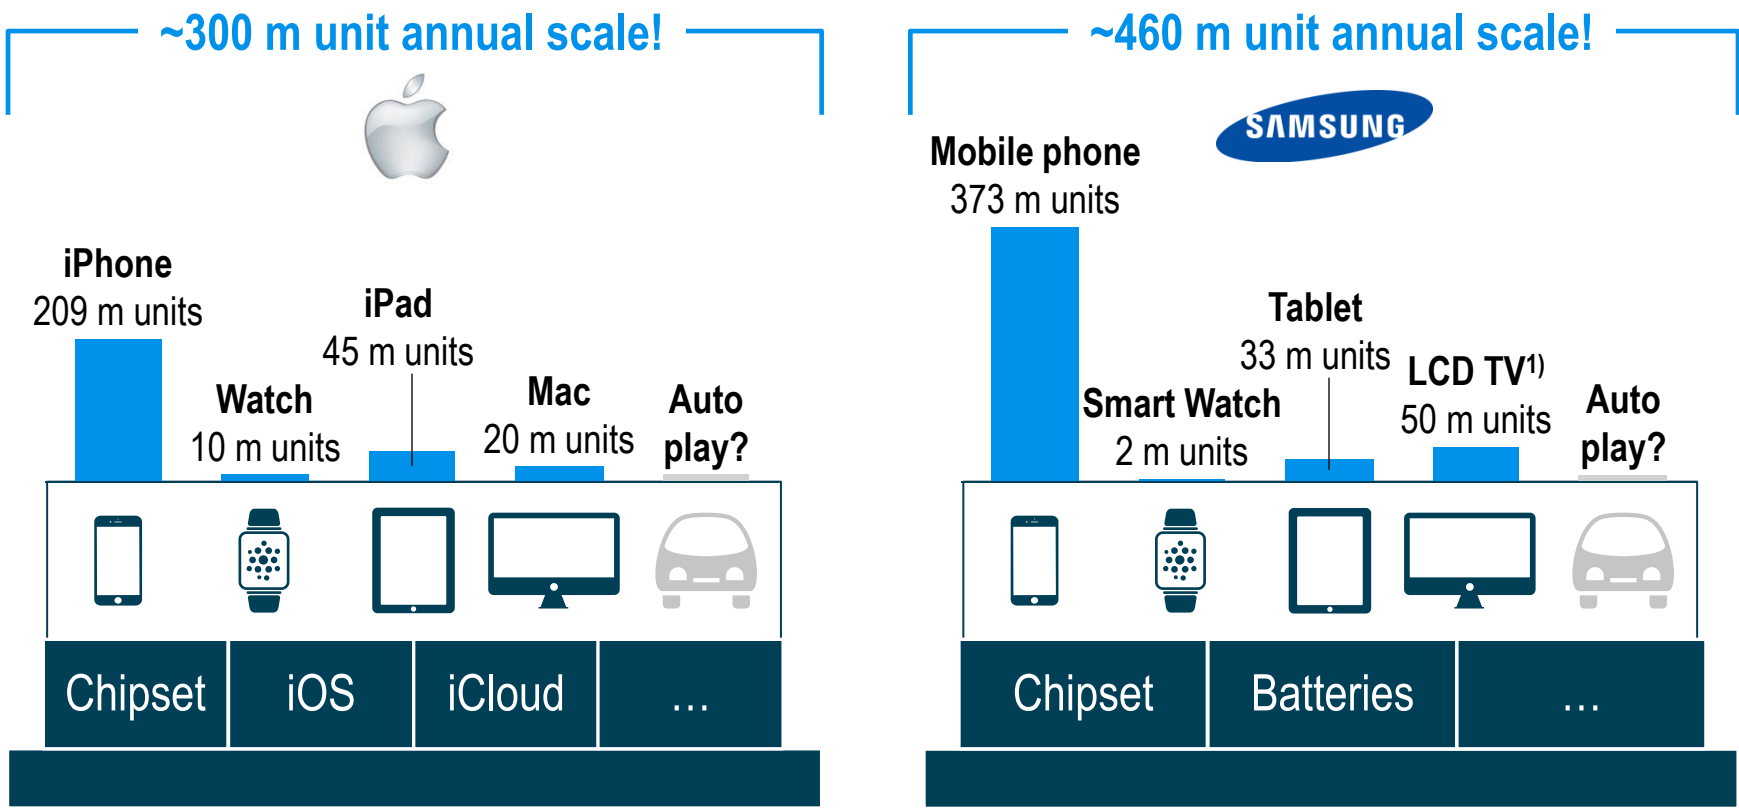 ~300 m unit annual scale!
iPhone
209 m units
Watch
10 m units
iPad
45 m units
Mac
20 m units
Auto
play?
Chipset
iOS
iCloud
...
~460 m unit annual scale!
SAMSUNG
Mobile phone
373 m units
Smart Watch
2 m units
Tablet
33 m units
LCD TV1)
50 m units
Auto
play?
Chipset
Batteries
...